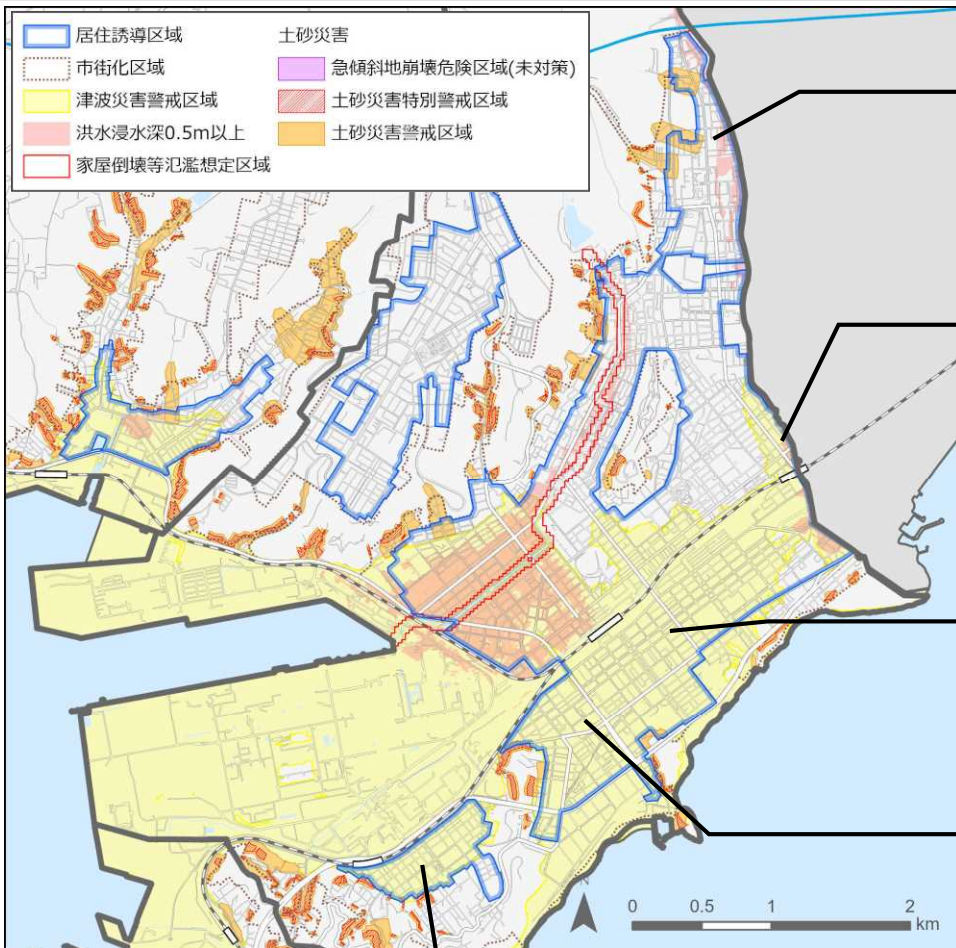 居住誘導区域
市街化区域
津波災害警戒区域
洪水浸水深0.5m以上
家屋倒壊等氾濫想定区域
土砂災害
急傾斜地崩壊危険区域(未対策)
土砂災害特別警戒区域
土砂災害警戒区域
0 0.5 1 2
km